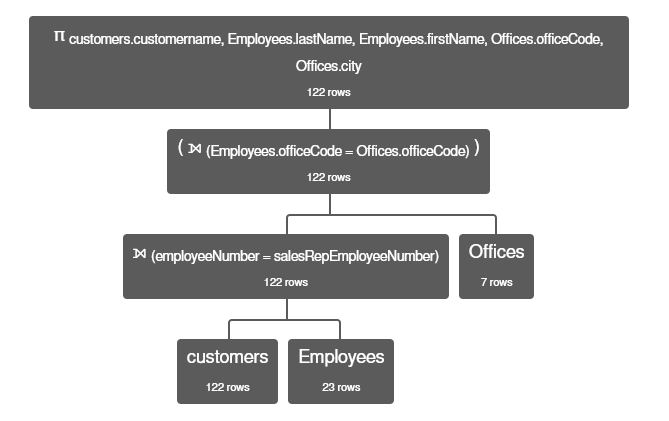 π customers.customername, Employees.lastName, Employees.firstName, Offices.officeCode,
Offices.city
122 rows
( ⟕ (Employees.officeCode = Offices.officeCode) )
122 rows
⟕ (employeeNumber = salesRepEmployeeNumber)
122 rows
Offices
7 rows
customers
122 rows
Employees
23 rows